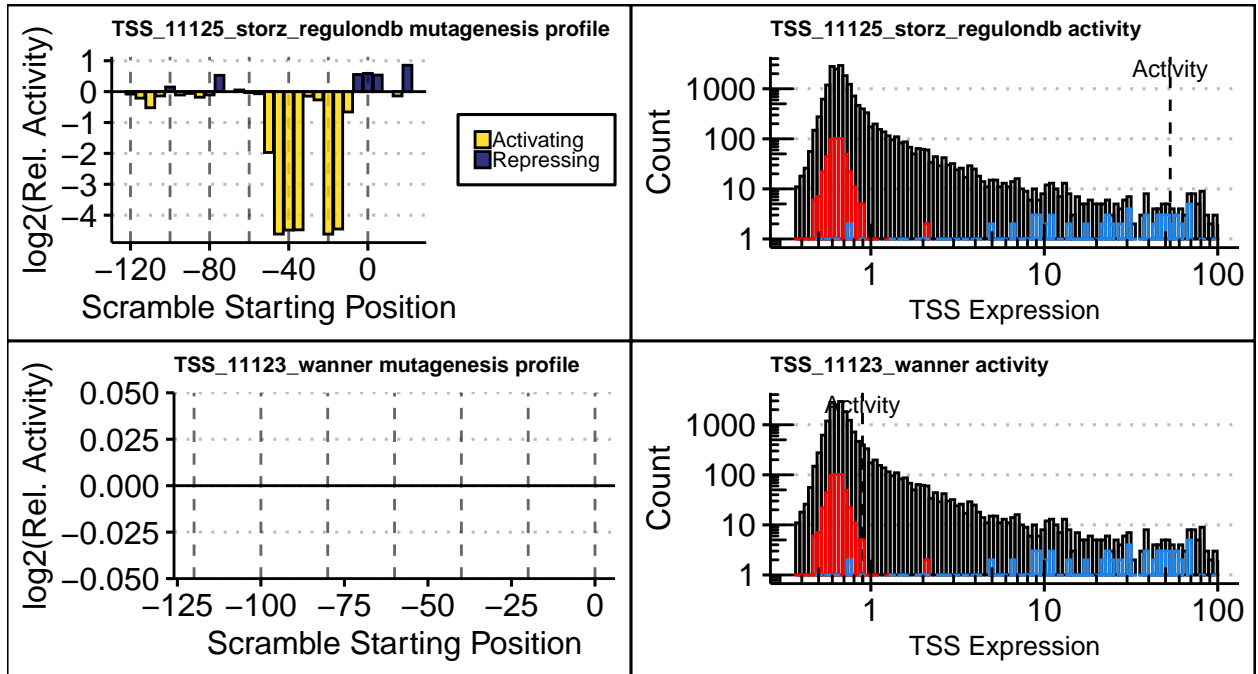 TSS_11125_storz_regulondb mutagenesis profile
log2(Rel. Activity)
1
0
−1
−2
−3
−4
−120
−80
−40
0
Scramble Starting Position
Activating
Repressing
TSS_11125_storz_regulondb activity
Activity
Count
1000
100
10
1
1
10
100
TSS Expression
TSS_11123_wanner mutagenesis profile
log2(Rel. Activity)
0.050
0.025
0.000
−0.025
−0.050
−125
−100
−75
−50
−25
0
Scramble Starting Position
TSS_11123_wanner activity
Activity
Count
1000
100
10
1
1
10
100
TSS Expression